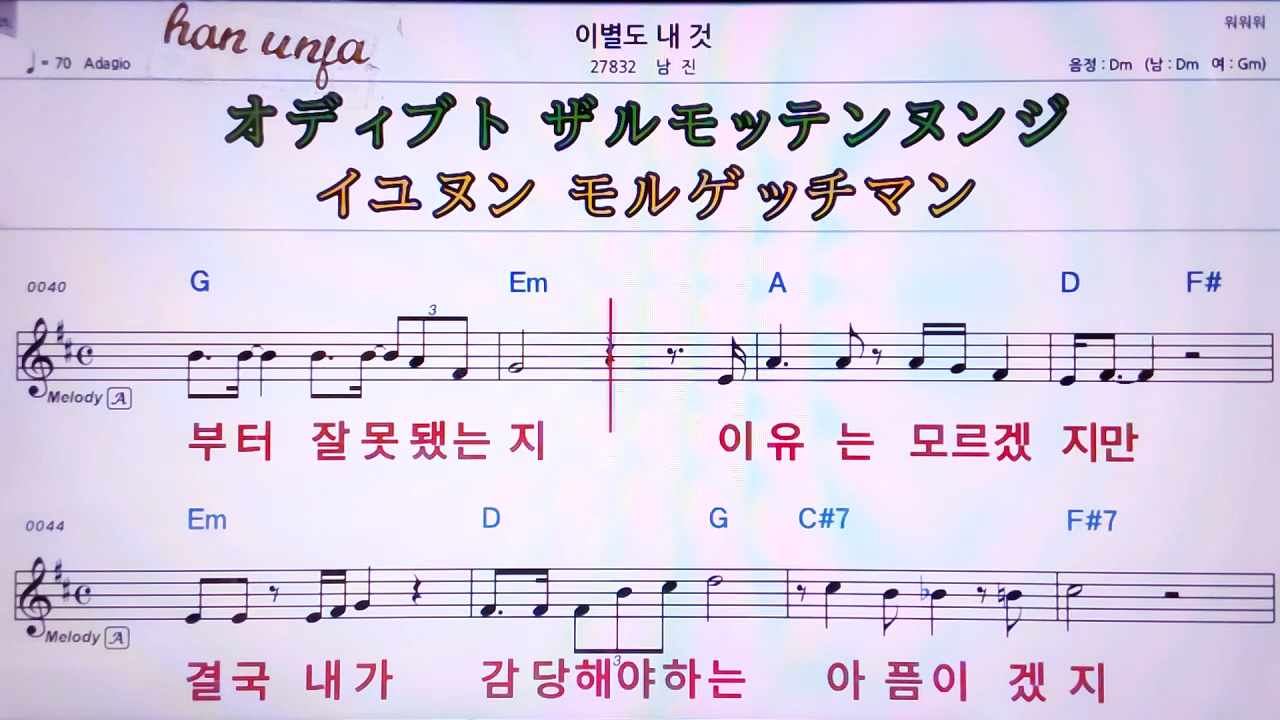 han unfa
이별도 내 것
워워워
♩= 70 Adagio
27832 남 진
음정 : Dm (남 : Dm 여 : Gm)
オディブト ザルモッテンヌンジ
イユヌン モルゲッチマン
0040 G Em A D F#
3
Melody A
부터 잘못됐는 지 이유 는 모르겠 지만
0044 Em D G C#7 F#7
Melody A
3
결국 내가 감당해야하는 아 픔이 겠 지